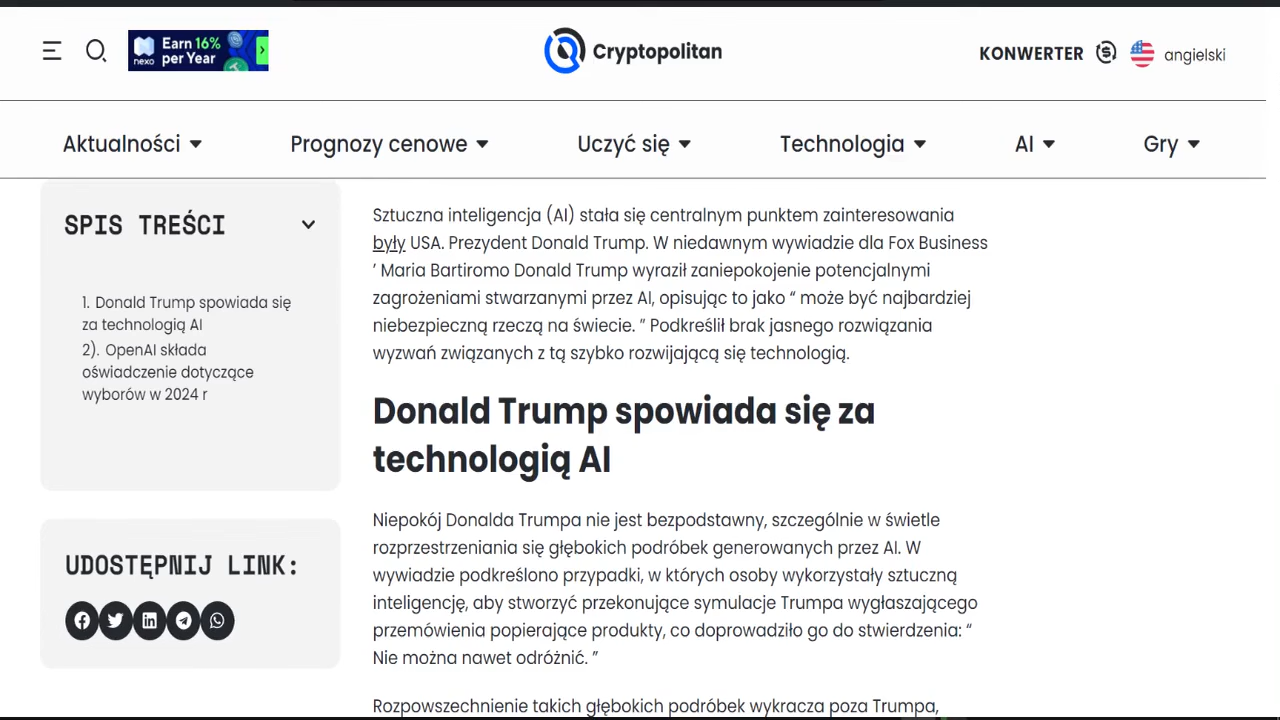 Earn 16%
per Year
nexo
Cryptopolitan
KONWERTER
angielski
Aktualności
Prognozy cenowe
Uczyć się
Technologia
AI
Gry
SPIS TREŚCI
1. Donald Trump spowiada się
za technologią AI
2). OpenAI składa
oświadczenie dotyczące
wyborów w 2024 r
UDOSTĘPNIJ LINK:
Sztuczna inteligencja (AI) stała się centralnym punktem zainteresowania
były USA. Prezydent Donald Trump. W niedawnym wywiadzie dla Fox Business
’ Maria Bartiromo Donald Trump wyraził zaniepokojenie potencjalnymi
zagrożeniami stwarzanymi przez AI, opisując to jako “ może być najbardziej
niebezpieczną rzeczą na świecie. ” Podkreślił brak jasnego rozwiązania
wyzwań związanych z tą szybko rozwijającą się technologią.
Donald Trump spowiada się za
technologią AI
Niepokój Donalda Trumpa nie jest bezpodstawny, szczególnie w świetle
rozprzestrzeniania się głębokich podróbek generowanych przez AI. W
wywiadzie podkreślono przypadki, w których osoby wykorzystały sztuczną
inteligencję, aby stworzyć przekonujące symulacje Trumpa wygłaszającego
przemówienia popierające produkty, co doprowadziło go do stwierdzenia: “
Nie można nawet odróżnić. ”
Rozpowszechnienie takich głębokich podróbek wykracza poza Trumpa,